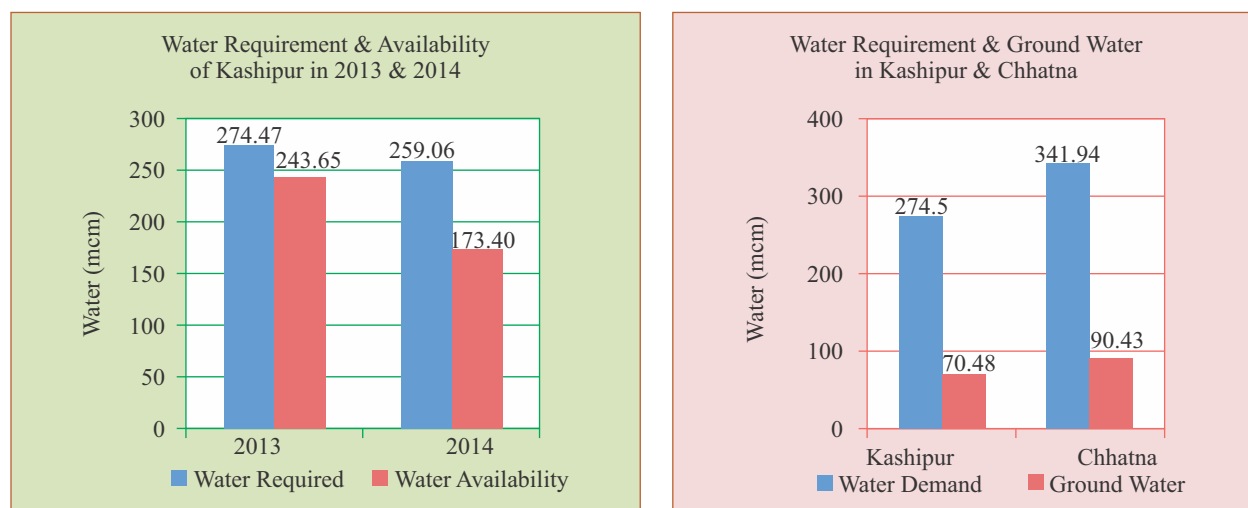 Water Requirement & Availability
of Kashipur in 2013 & 2014
Water (mcm)
300
250
200
150
100
50
0
274.47
243.65
259.06
173.40
2013
2014
Water Required
Water Availability
Water Requirement & Ground Water
in Kashipur & Chhatna
Water (mcm)
400
300
200
100
0
274.5
70.48
341.94
90.43
Kashipur
Chhatna
Water Demand
Ground Water